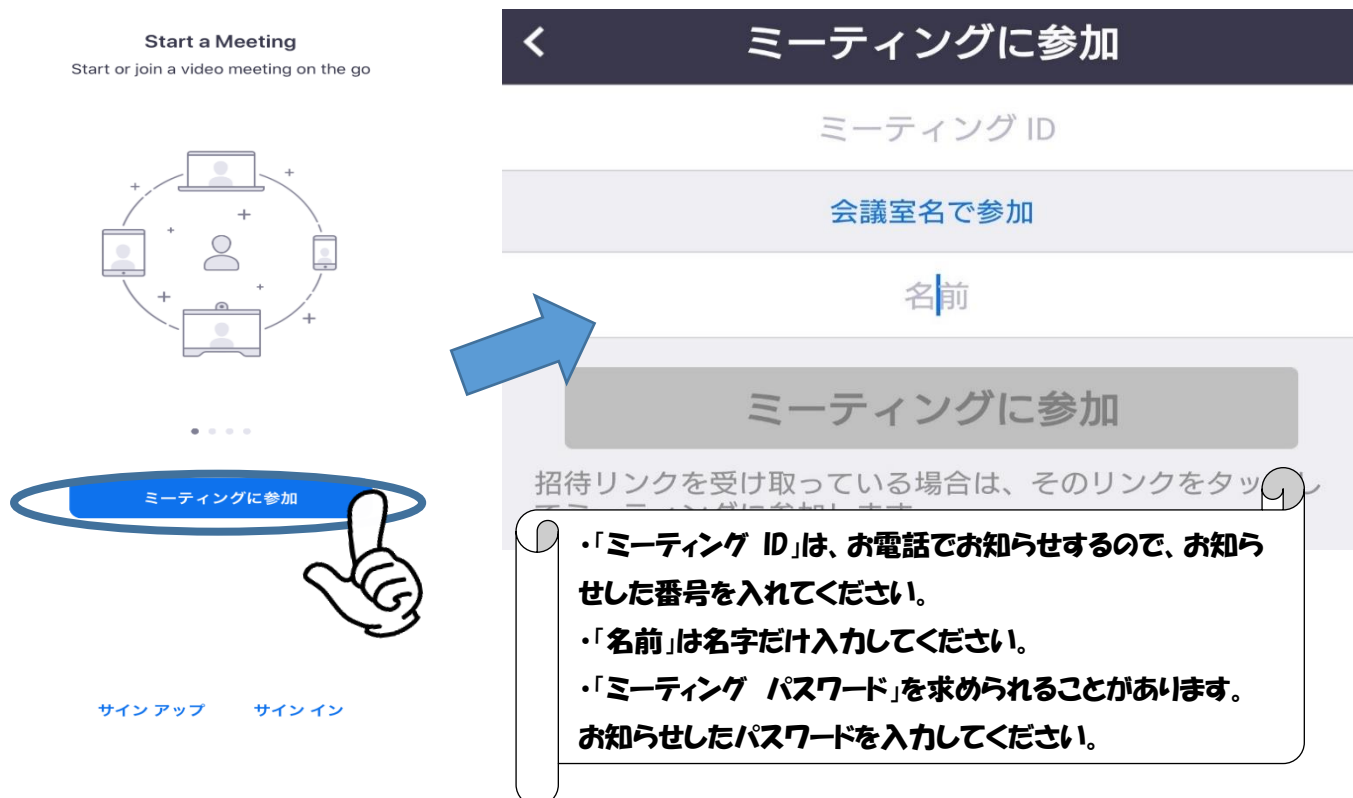 Start a Meeting
Start or join a video meeting on the go
ミーティングに参加
サイン アップ サイン イン
ミーティングに参加
ミーティング ID
会議室名で参加
名前
ミーティングに参加
招待リンクを受け取っている場合は、そのリンクをタッ
・「ミーティング ID」は、お電話でお知らせするので、お知ら
せした番号を入れてください。
・「名前」は名字だけ入力してください。
・「ミーティング パスワード」を求められることがあります。
お知らせしたパスワードを入力してください。